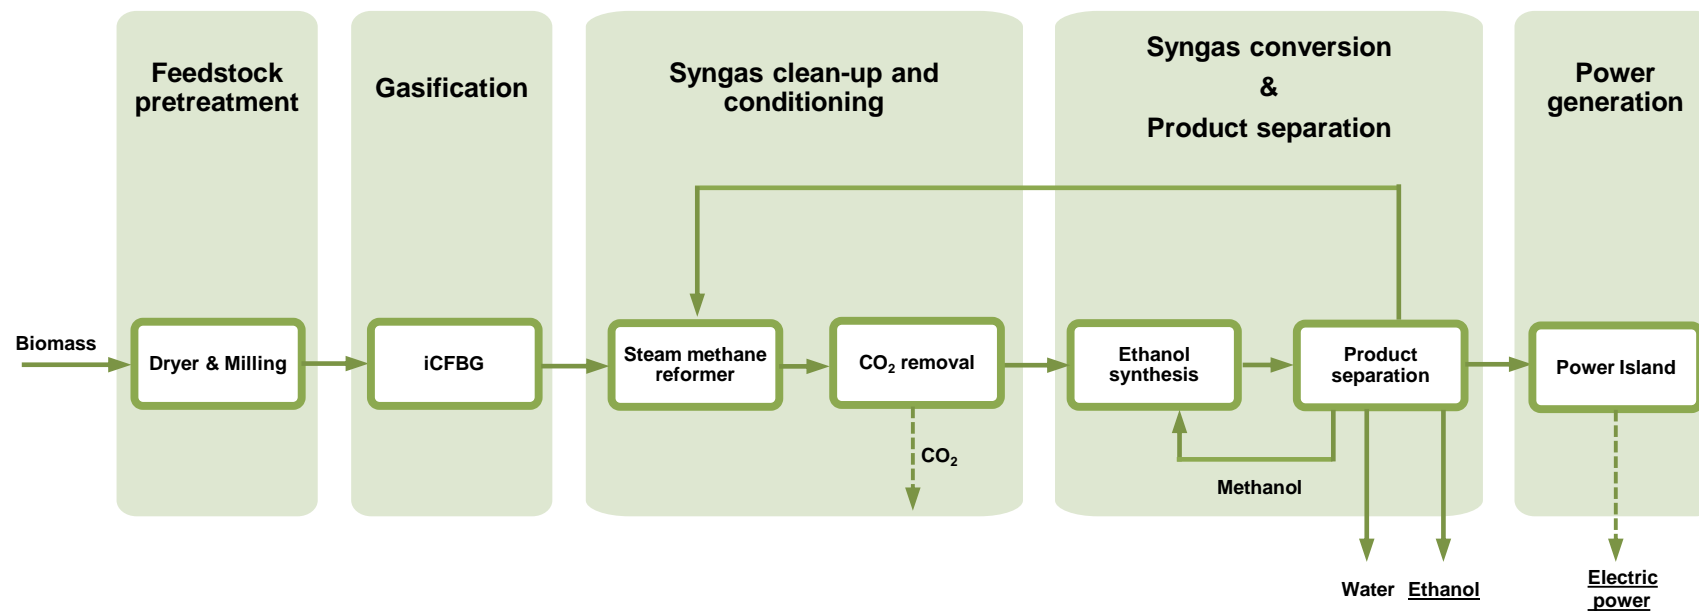 Feedstock
pretreatment
Gasification
Syngas clean-up and
conditioning
Syngas conversion
&
Product separation
Power
generation
Biomass
Dryer & Milling
iCFBG
Steam methane
reformer
CO₂ removal
Ethanol
synthesis
Product
separation
Power Island
CO₂
Methanol
Water
Ethanol
Electric
power